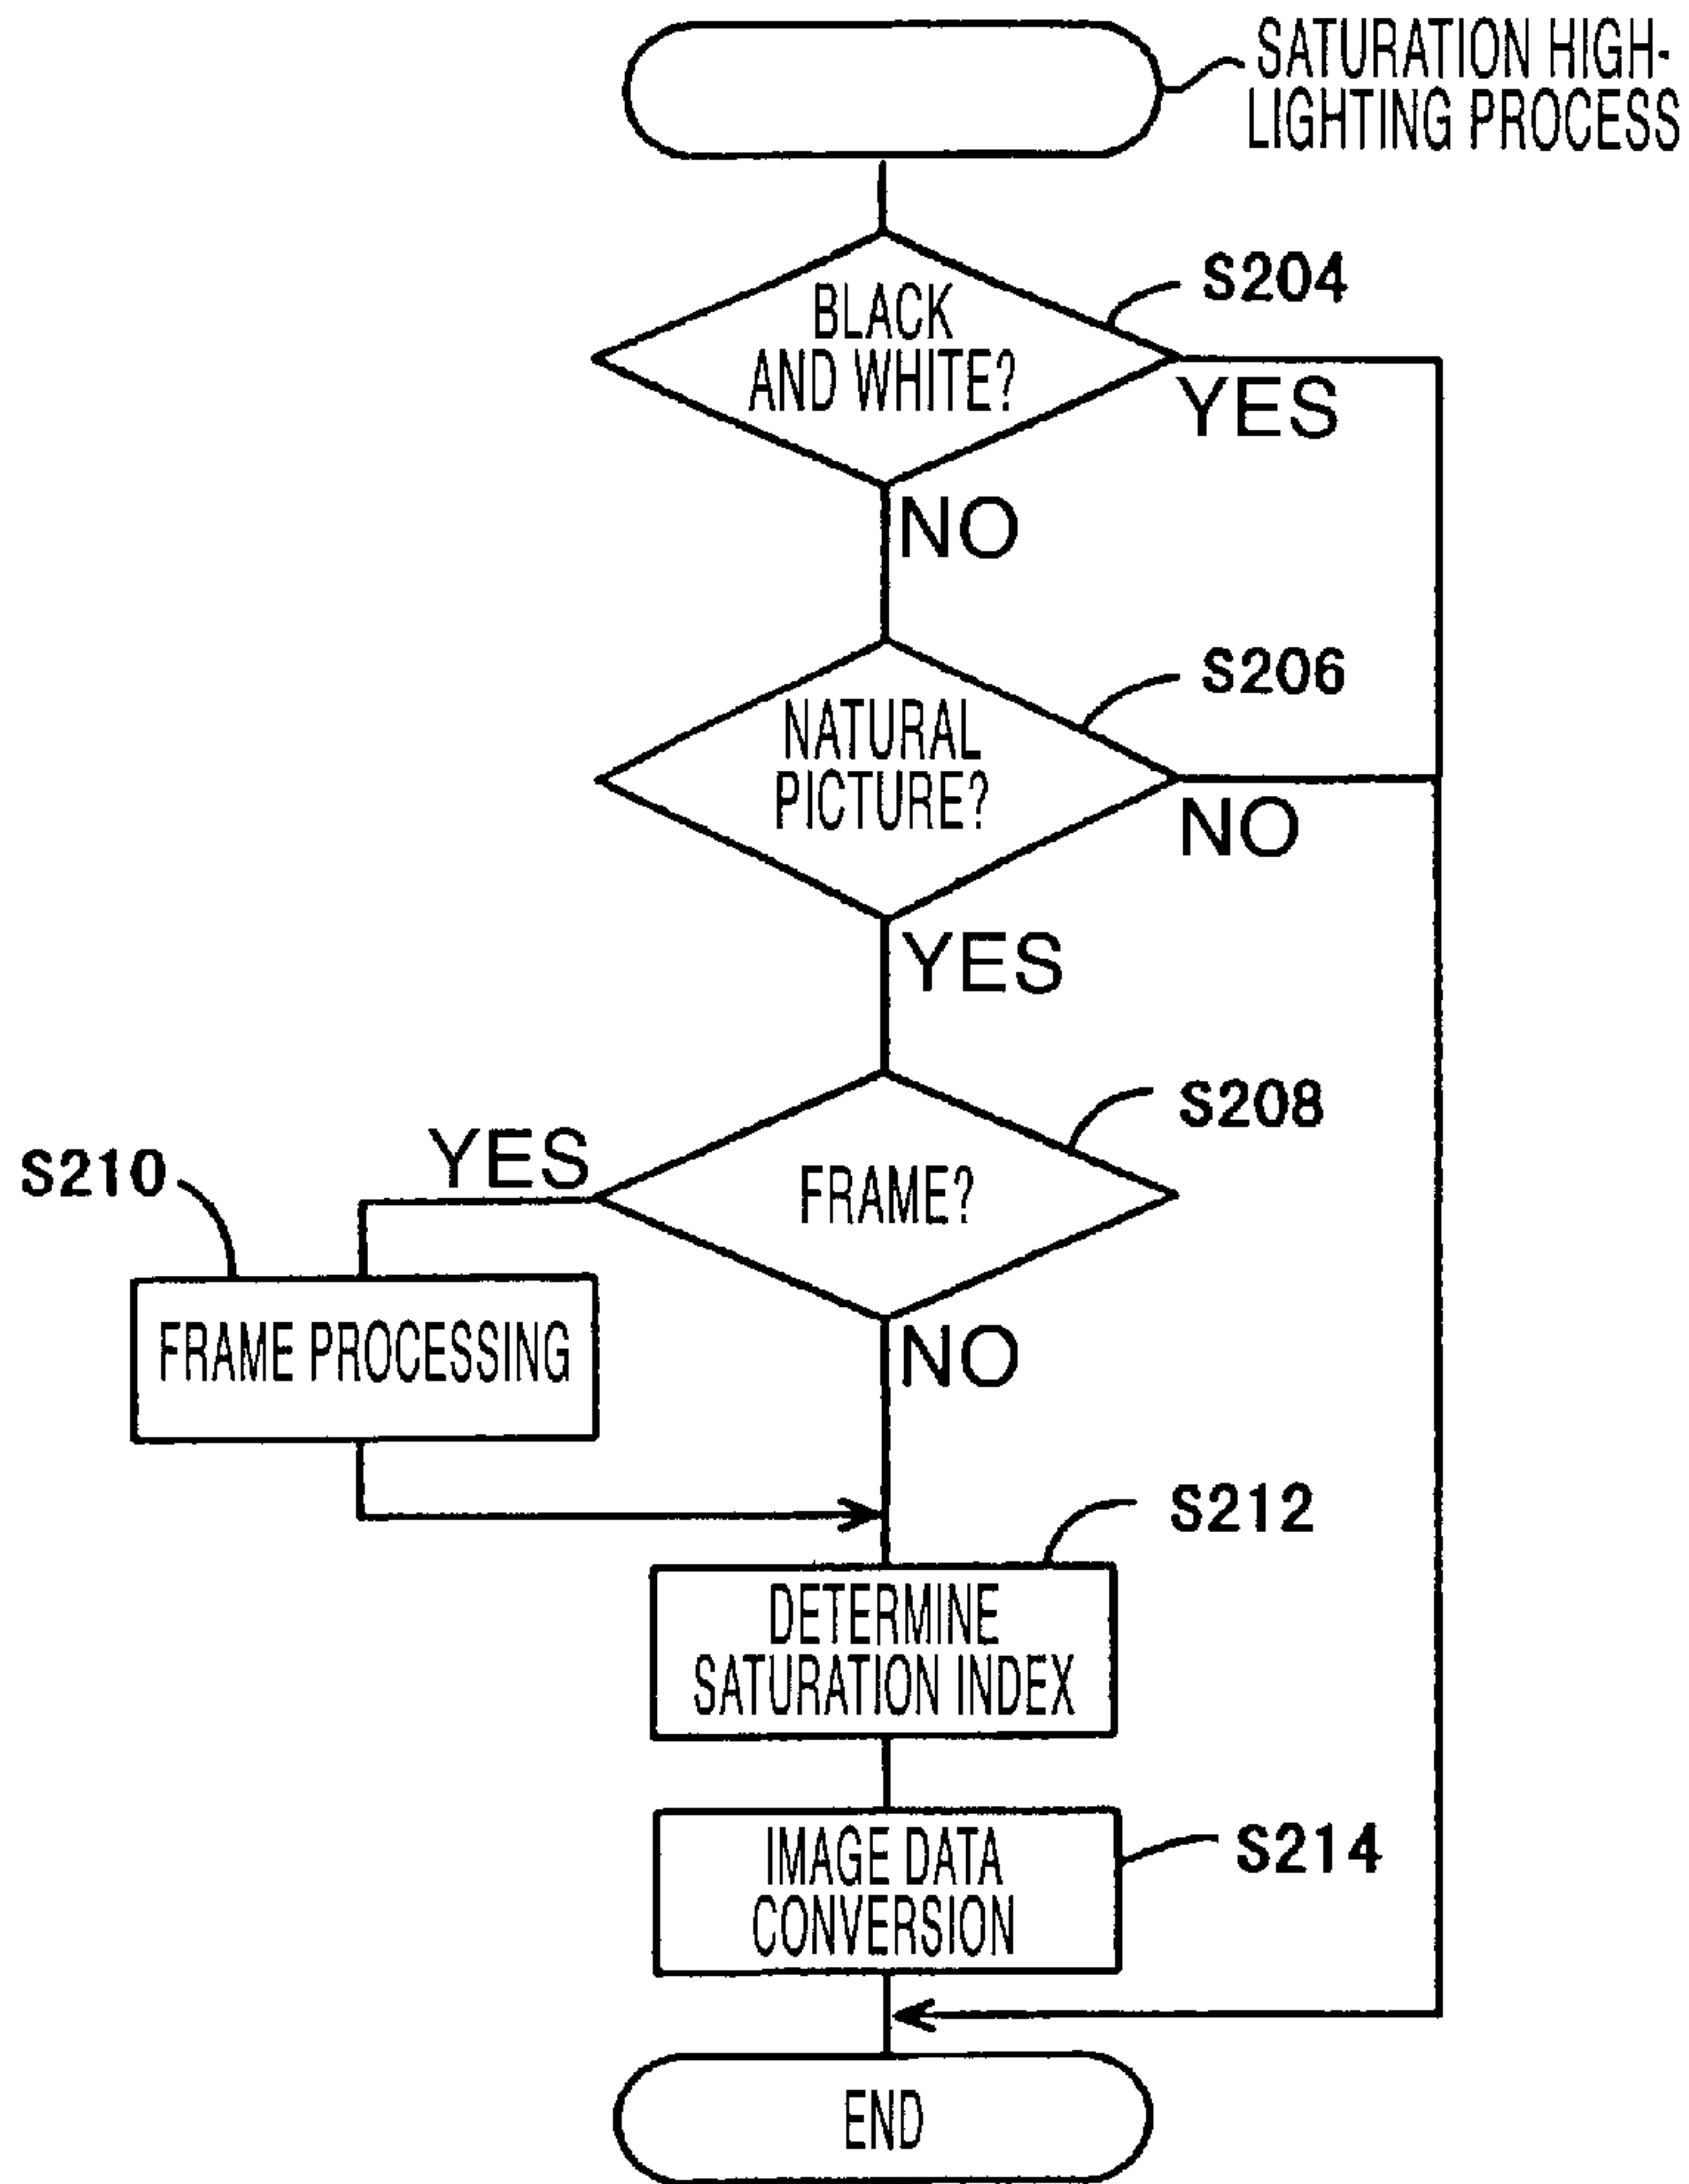 SATURATION HIGH-
LIGHTING PROCESS
S204
BLACK
AND WHITE?
YES
NO
S206
NATURAL
PICTURE?
NO
YES
S208
S210
YES
FRAME?
FRAME PROCESSING
NO
S212
DETERMINE
SATURATION INDEX
IMAGE DATA
CONVERSION
S214
END